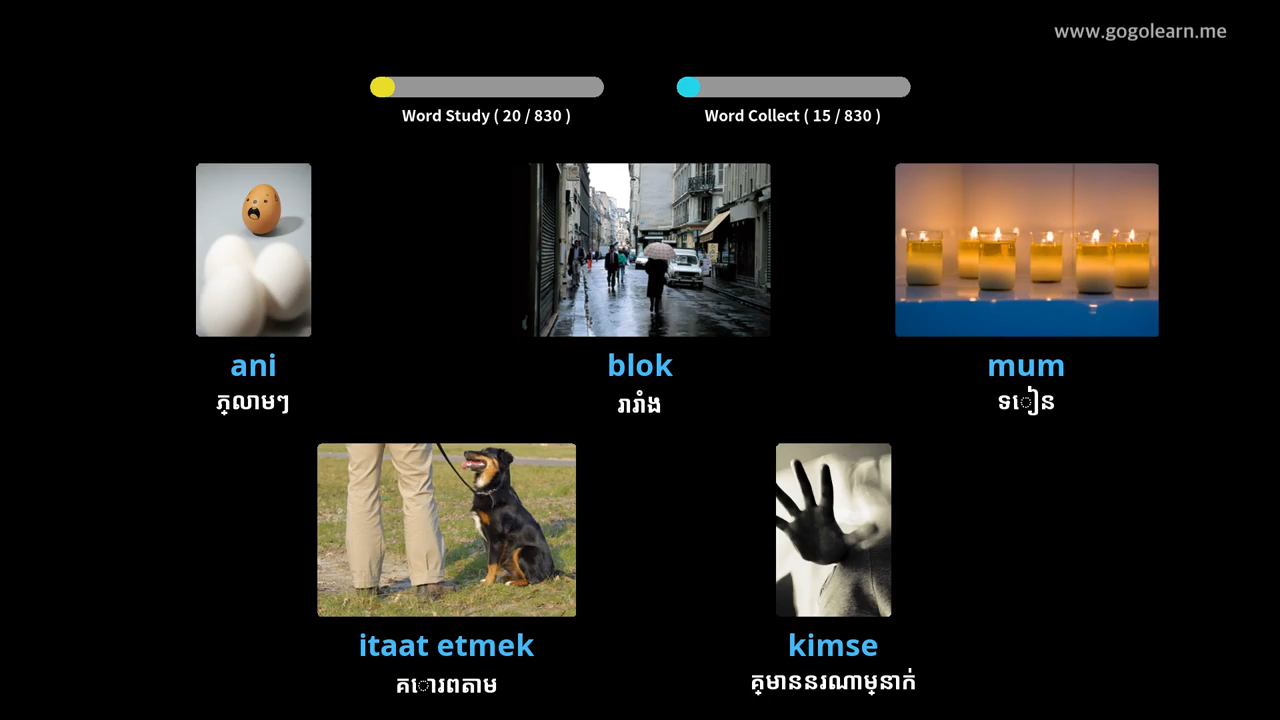 www.gogolearn.me
Word Study ( 20 / 830 )
Word Collect ( 15 / 830 )
ani
ភ្លាមៗ
blok
រារាំង
mum
ទៀន
itaat etmek
គោរពតាម
kimse
គ្មាននរណាម្នាក់